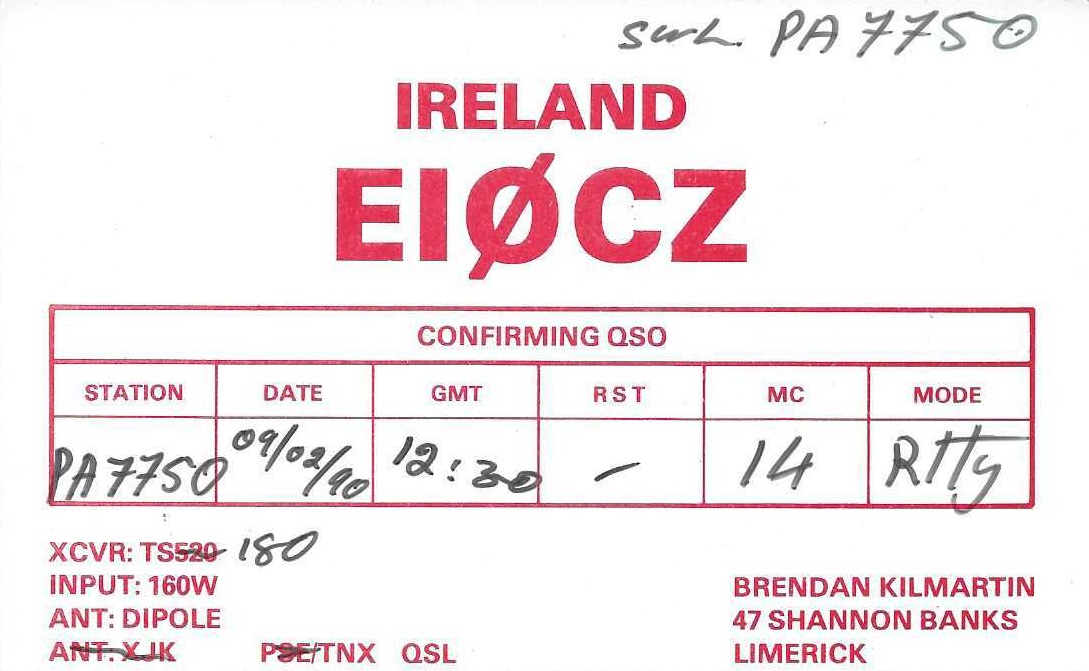 SWL. PA7750
IRELAND
EIØCZ
CONFIRMING QSO
STATION DATE GMT RST MC MODE
PA7750 09/02/90 12:30 - 14 RTTy
XCVR: TS520 180
INPUT: 160W
ANT: DIPOLE
ANT: XJK
PSE/TNX QSL
BRENDAN KILMARTIN
47 SHANNON BANKS
LIMERICK